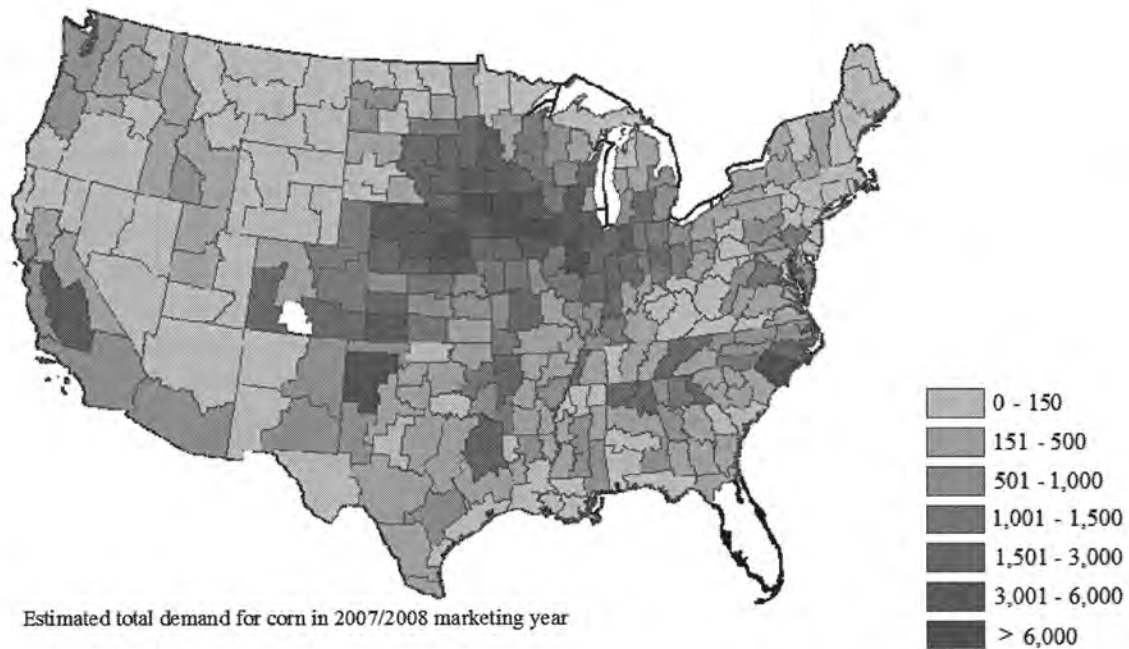 0 - 150
151 - 500
501 - 1,000
1,001 - 1,500
1,501 - 3,000
3,001 - 6,000
> 6,000
Estimated total demand for corn in 2007/2008 marketing year